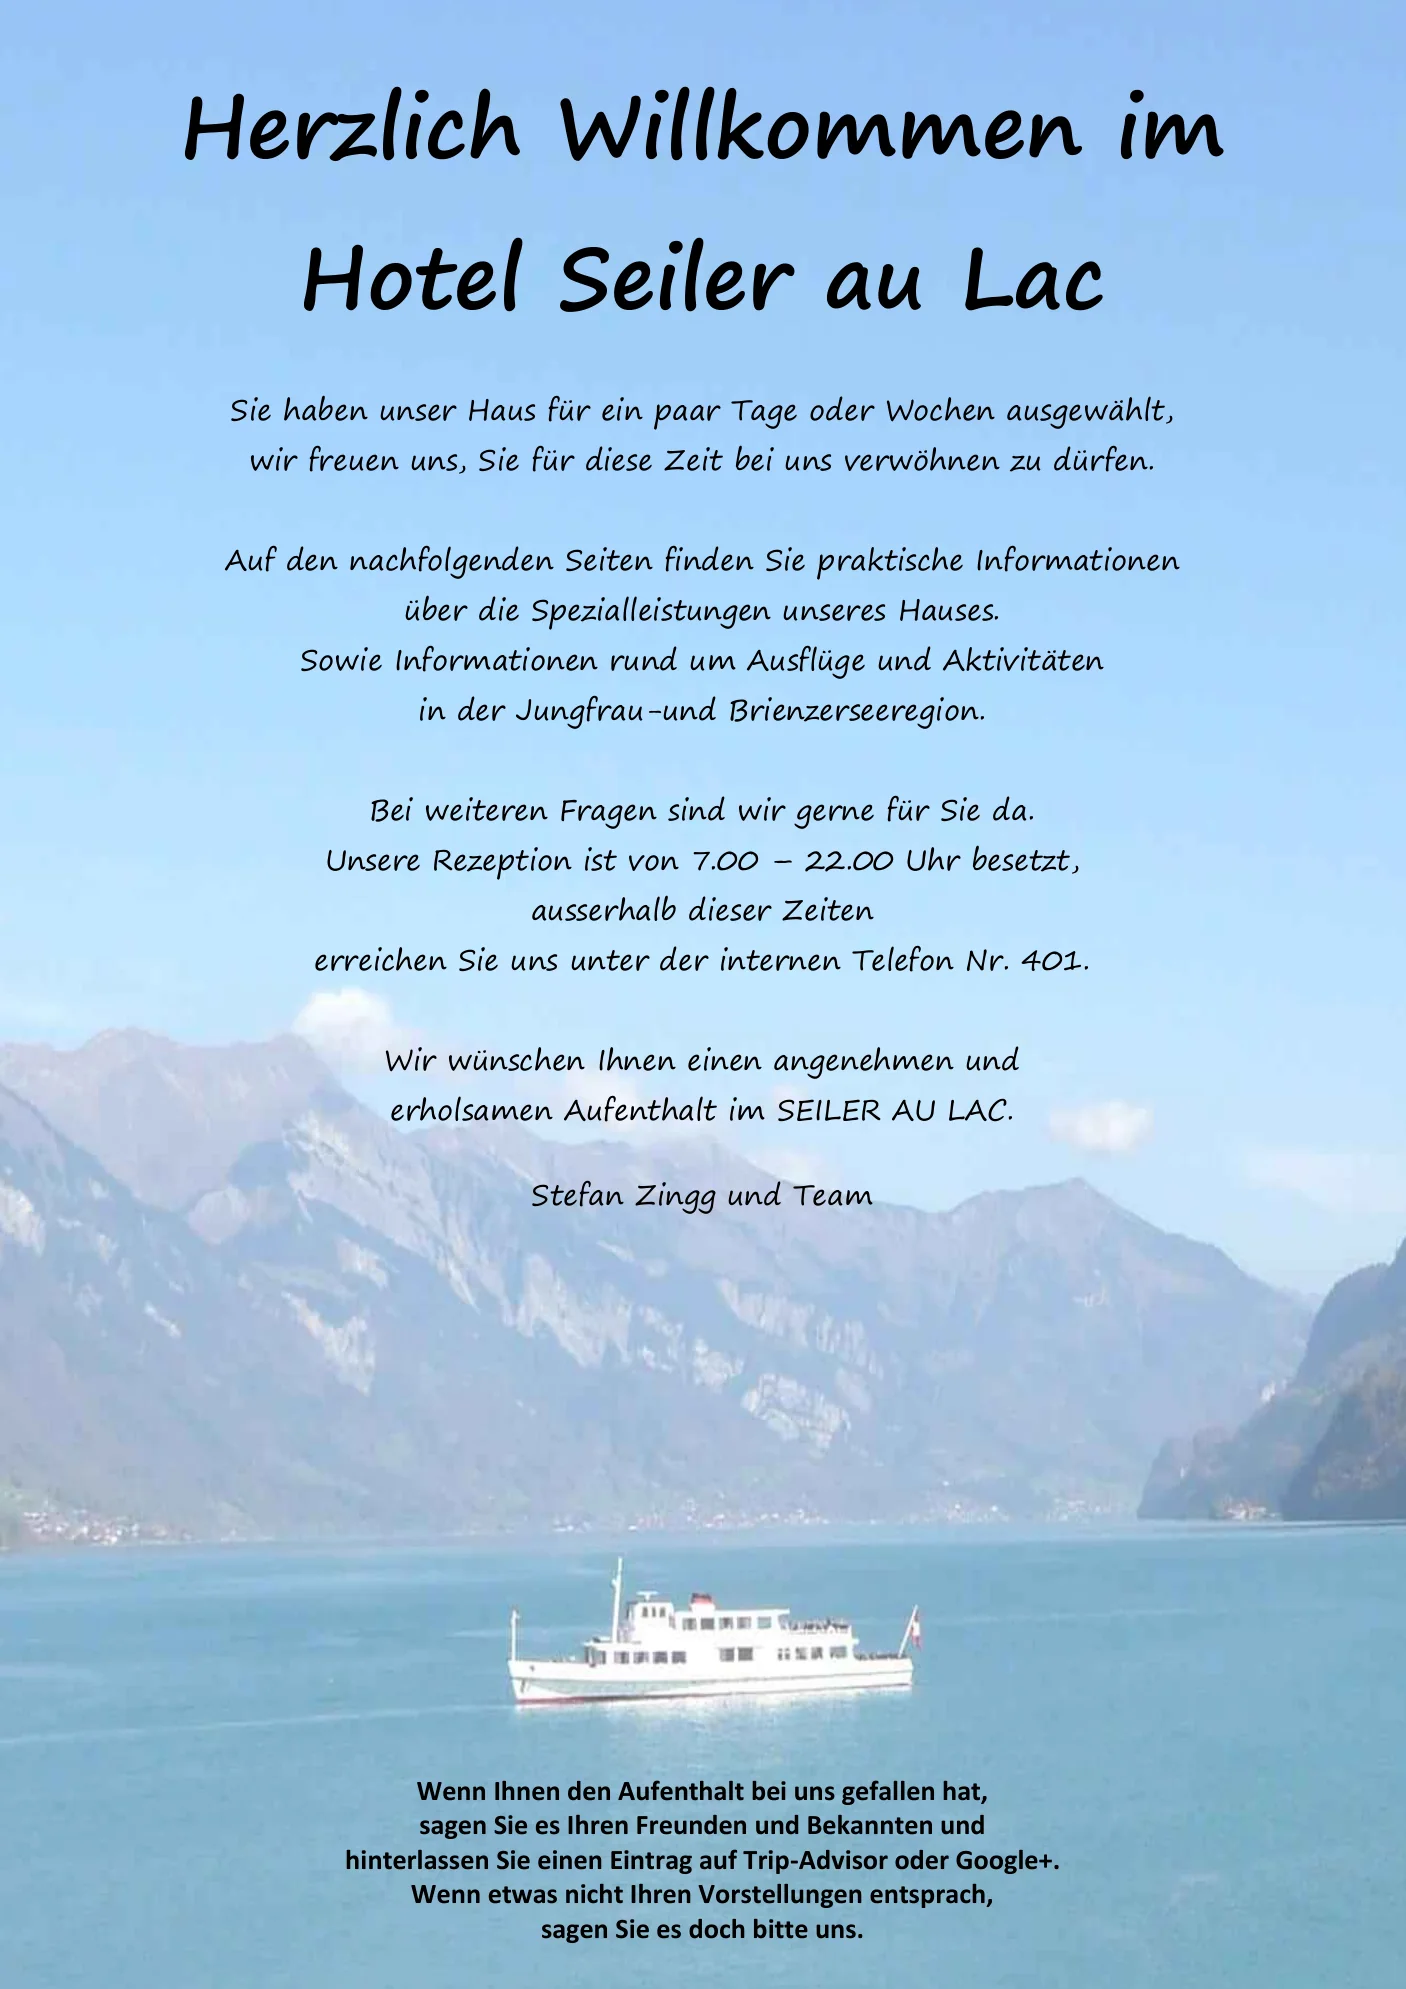 Herzlich Willkommen im
Hotel Seiler au Lac
Sie haben unser Haus für ein paar Tage oder Wochen ausgewählt,
wir freuen uns, Sie für diese Zeit bei uns verwöhnen zu dürfen.
Auf den nachfolgenden Seiten finden Sie praktische Informationen
über die Spezialleistungen unseres Hauses.
Sowie Informationen rund um Ausflüge und Aktivitäten
in der Jungfrau-und Brienzerseeregion.
Bei weiteren Fragen sind wir gerne für Sie da.
Unsere Rezeption ist von 7.00 – 22.00 Uhr besetzt,
ausserhalb dieser Zeiten
erreichen Sie uns unter der internen Telefon Nr. 401.
Wir wünschen Ihnen einen angenehmen und
erholsamen Aufenthalt im SEILER AU LAC.
Stefan Zingg und Team
Wenn Ihnen den Aufenthalt bei uns gefallen hat,
sagen Sie es Ihren Freunden und Bekannten und
hinterlassen Sie einen Eintrag auf Trip-Advisor oder Google+.
Wenn etwas nicht Ihren Vorstellungen entsprach,
sagen Sie es doch bitte uns.